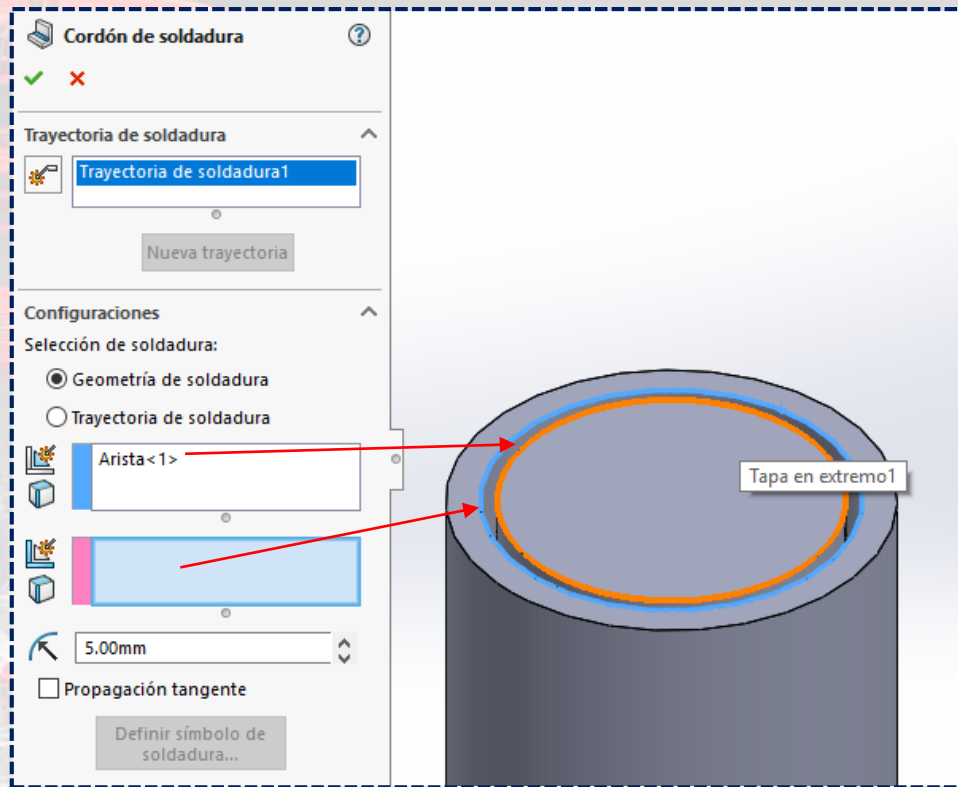 Cordón de soldadura
Trayectoria de soldadura
Trayectoria de soldadura1
Nueva trayectoria
Configuraciones
Selección de soldadura:
Geometría de soldadura
Trayectoria de soldadura
Arista<1>
5.00mm
Propagación tangente
Definir símbolo de
soldadura...
Tapa en extremo1